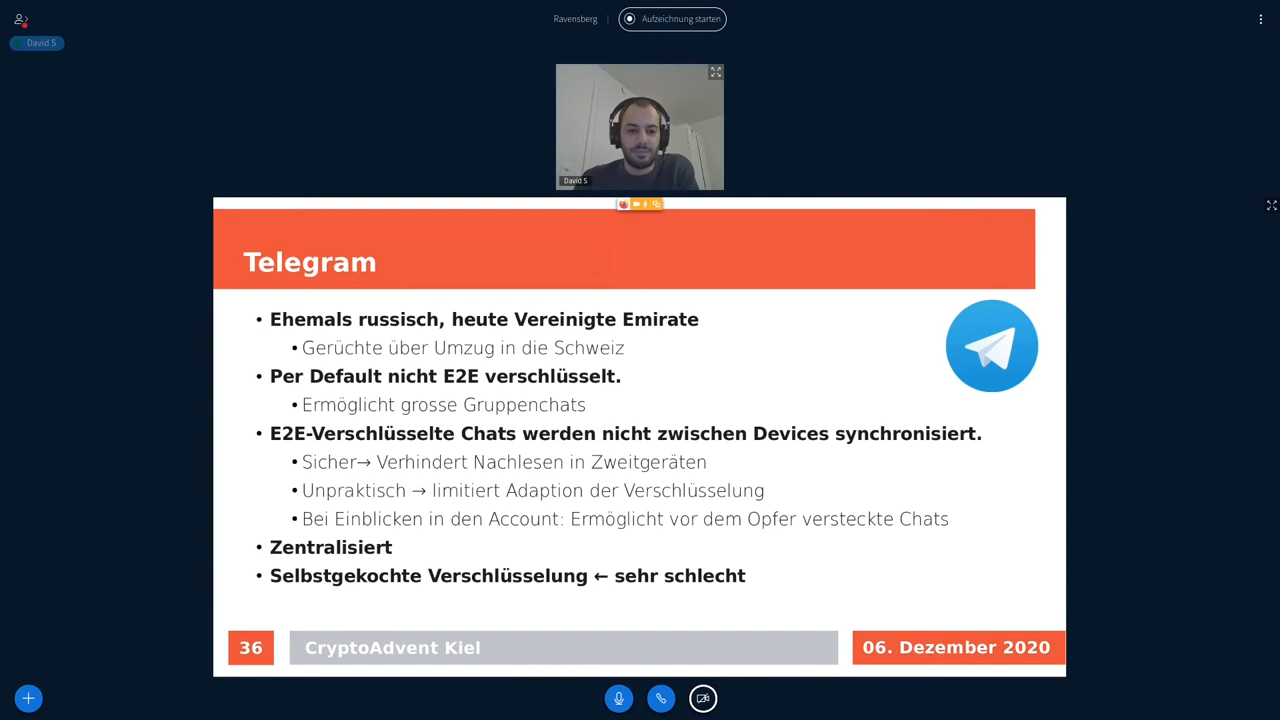 Ravensberg
Aufzeichnung starten
David S
David S
Telegram
• Ehemals russisch, heute Vereinigte Emirate
• Gerüchte über Umzug in die Schweiz
• Per Default nicht E2E verschlüsselt.
• Ermöglicht grosse Gruppenchats
• E2E-Verschlüsselte Chats werden nicht zwischen Devices synchronisiert.
• Sicher→ Verhindert Nachlesen in Zweitgeräten
• Unpraktisch → limitiert Adaption der Verschlüsselung
• Bei Einblicken in den Account: Ermöglicht vor dem Opfer versteckte Chats
• Zentralisiert
• Selbstgekochte Verschlüsselung ← sehr schlecht
36
CryptoAdvent Kiel
06. Dezember 2020